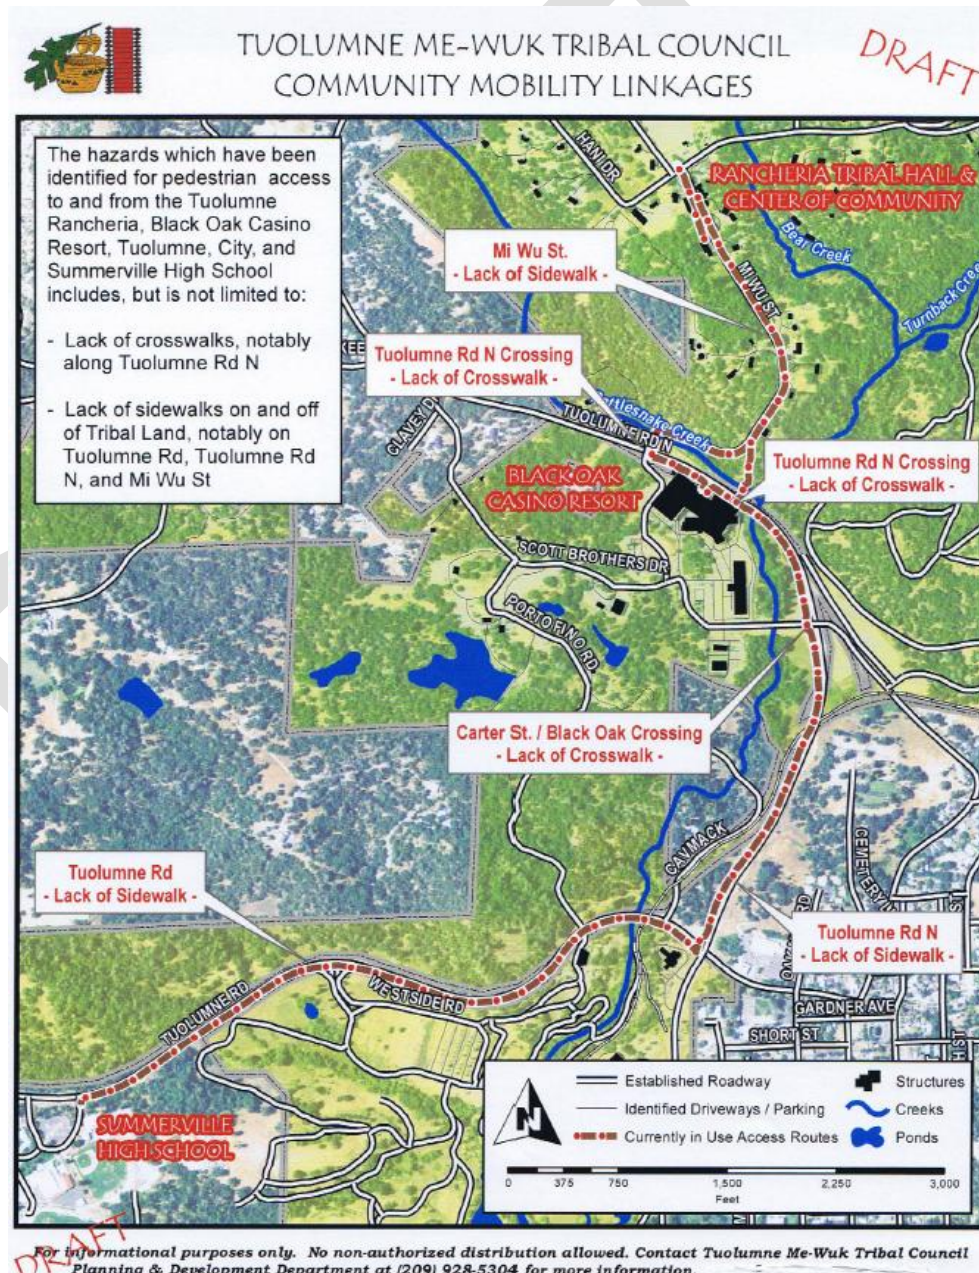 TUOLUMNE ME-WUK TRIBAL COUNCIL
COMMUNITY MOBILITY LINKAGES
DRAFT
The hazards which have been
identified for pedestrian access
to and from the Tuolumne
Rancheria, Black Oak Casino
Resort, Tuolumne, City, and
Summerville High School
includes, but is not limited to:
- Lack of crosswalks, notably
along Tuolumne Rd N
- Lack of sidewalks on and off
of Tribal Land, notably on
Tuolumne Rd, Tuolumne Rd
N, and Mi Wu St
HANI DR
RANCHERIA TRIBAL HALL &
CENTER OF COMMUNITY
Bear Creek
Mi Wu St.
- Lack of Sidewalk -
MI WU ST
Turnback Cree
KEE
Tuolumne Rd N Crossing
- Lack of Crosswalk -
CLAVEY D
TUOLUMNE RD N
ttlesnake Creek
BLACK OAK
CASINO RESORT
Tuolumne Rd N Crossing
- Lack of Crosswalk -
SCOTT BROTHERS DR
PORTOFINO RD
Carter St. / Black Oak Crossing
- Lack of Crosswalk -
CAVMACK
CEMETERY
Tuolumne Rd
- Lack of Sidewalk -
Tuolumne Rd N
- Lack of Sidewalk -
RD
ST
WESTSIDE RD
TUOLUMNE RD
GARDNER AVE
SHORT ST
H ST
SUMMERVILLE
HIGH SCHOOL
N
Established Roadway
Identified Driveways / Parking
Currently in Use Access Routes
Structures
Creeks
Ponds
0 375 750 1,500 2,250 3,000
Feet
DRAFT
For informational purposes only. No non-authorized distribution allowed. Contact Tuolumne Me-Wuk Tribal Council
Planning & Development Department at (209) 928-5304 for more information.